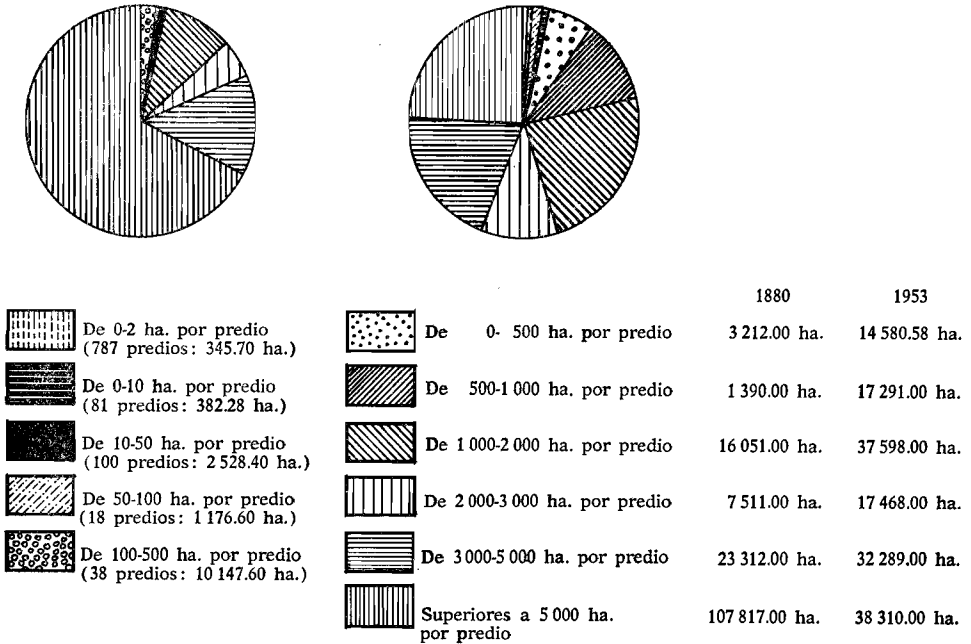 De 0-2 ha. por predio
(787 predios: 345.70 ha.)
De 0-10 ha. por predio
(81 predios: 382.28 ha.)
De 10-50 ha. por predio
(100 predios: 2 528.40 ha.)
De 50-100 ha. por predio
(18 predios: 1 176.60 ha.)
De 100-500 ha. por predio
(38 predios: 10 147.60 ha.)
1880 1953
De 0- 500 ha. por predio 3 212.00 ha. 14 580.58 ha.
De 500-1 000 ha. por predio 1 390.00 ha. 17 291.00 ha.
De 1 000-2 000 ha. por predio 16 051.00 ha. 37 598.00 ha.
De 2 000-3 000 ha. por predio 7 511.00 ha. 17 468.00 ha.
De 3 000-5 000 ha. por predio 23 312.00 ha. 32 289.00 ha.
Superiores a 5 000 ha. 107 817.00 ha. 38 310.00 ha.
por predio